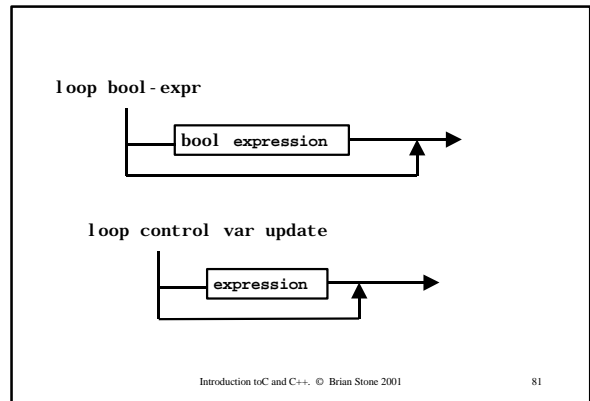 loop bool-expr
bool expression
loop control var update
expression
Introduction toC and C++. © Brian Stone 2001 81